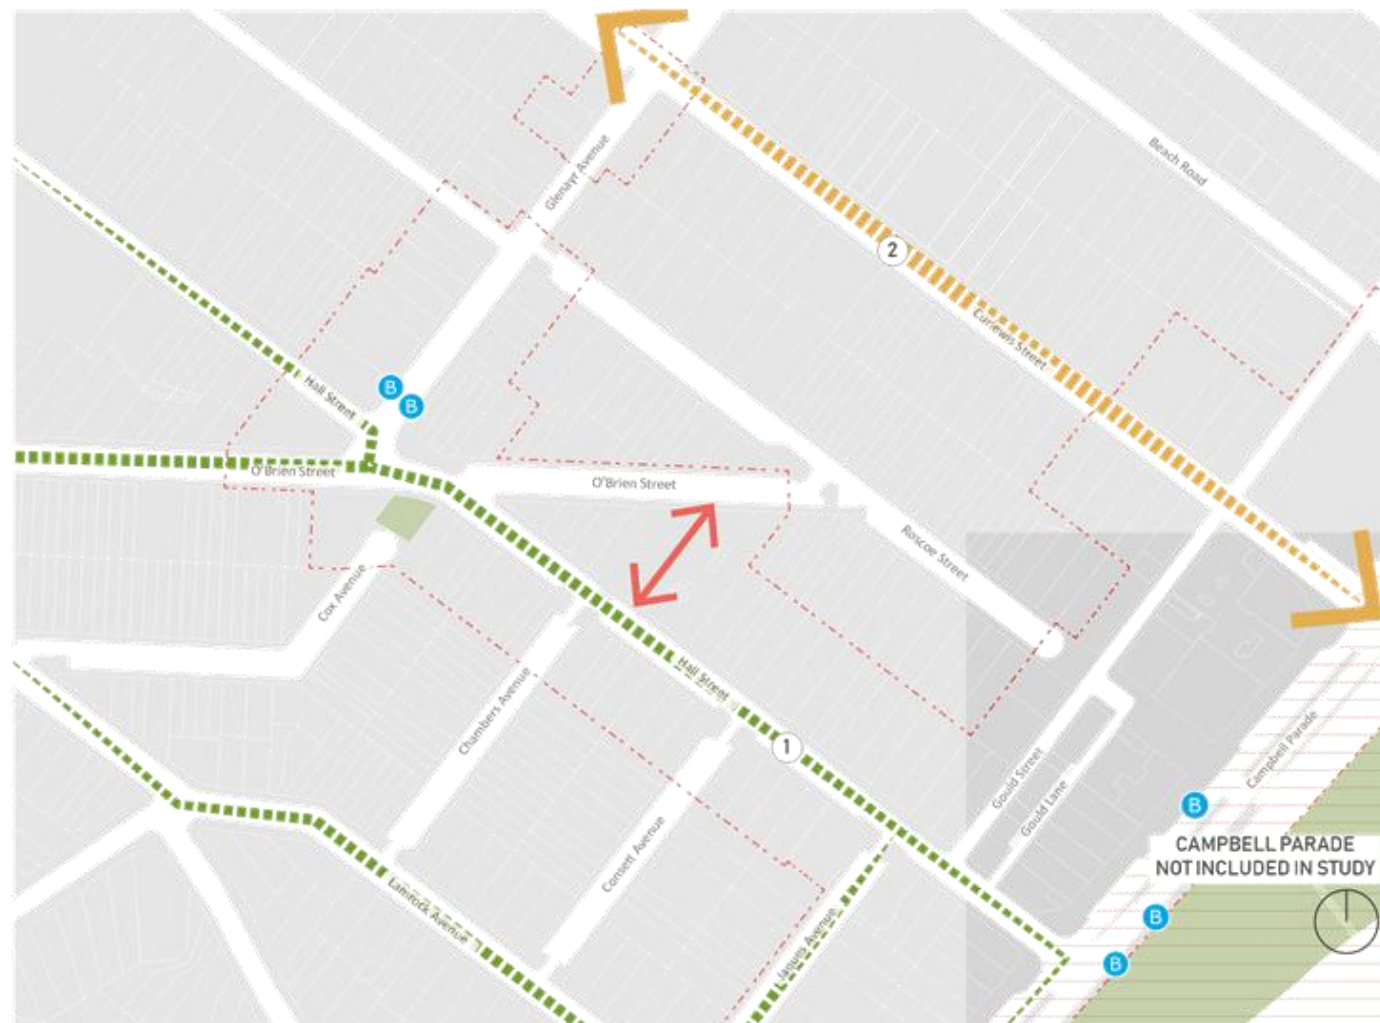 Beach Road
Glenayr Avenue
2
Curlewis Street
B
B
Hall Street
O'Brien Street
O'Brien Street
Roscoe Street
Cox Avenue
Hall Street
Chambers Avenue
1
Campbell Parade
Gould Street
Gould Lane
B
CAMPBELL PARADE
NOT INCLUDED IN STUDY
Consett Avenue
Lamrock Avenue
Jaques Avenue
B
B